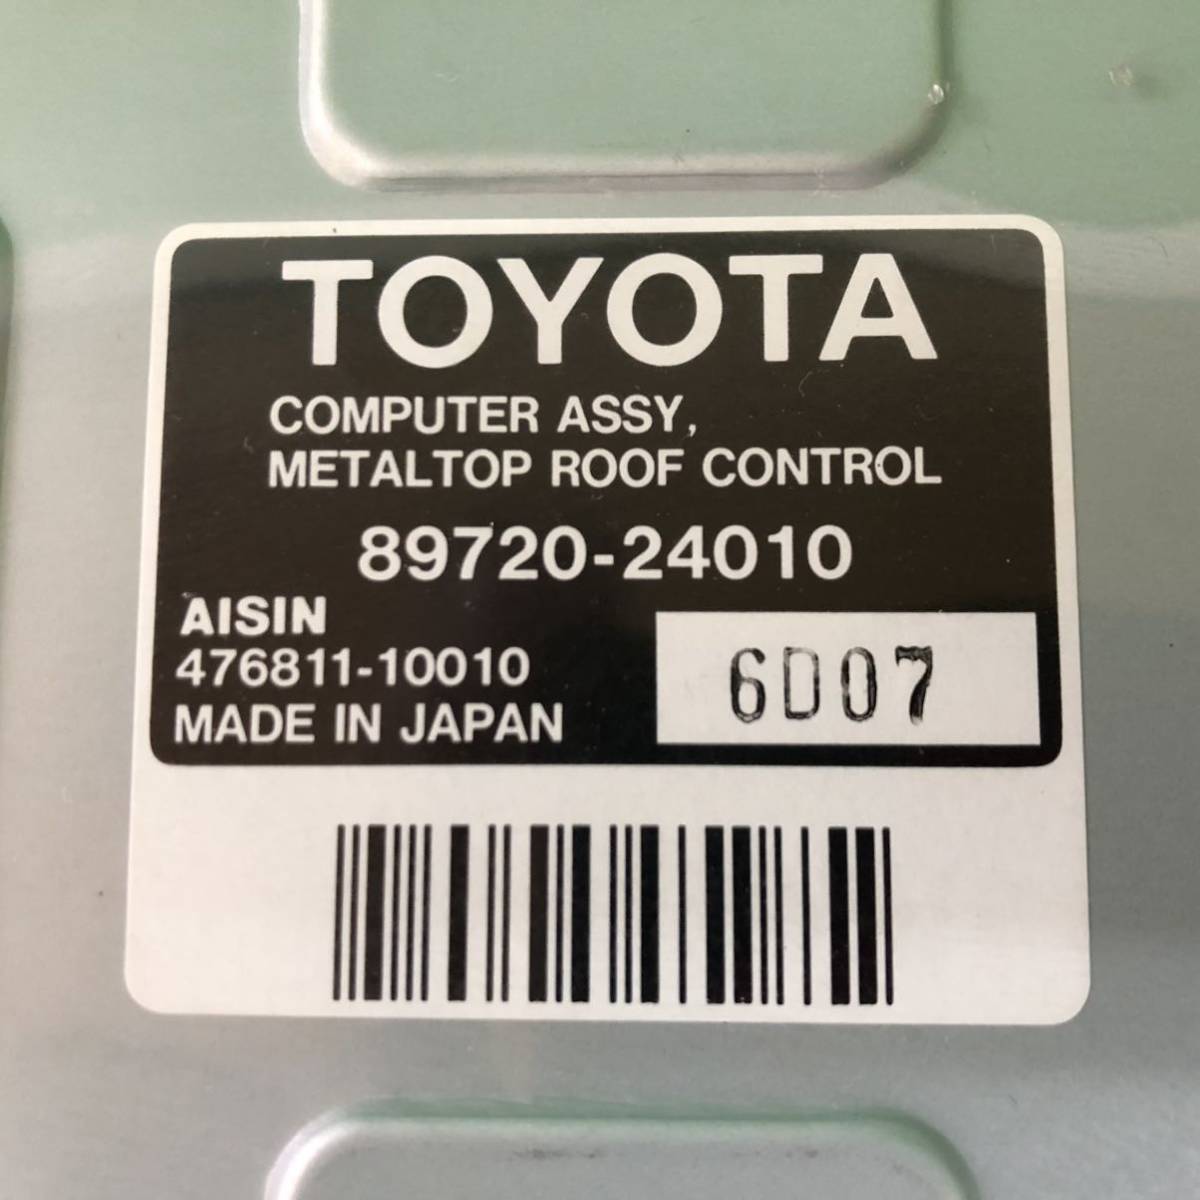 TOYOTA
COMPUTER ASSY,
METALTOP ROOF CONTROL
89720-24010
AISIN
476811-10010
MADE IN JAPAN
6D07